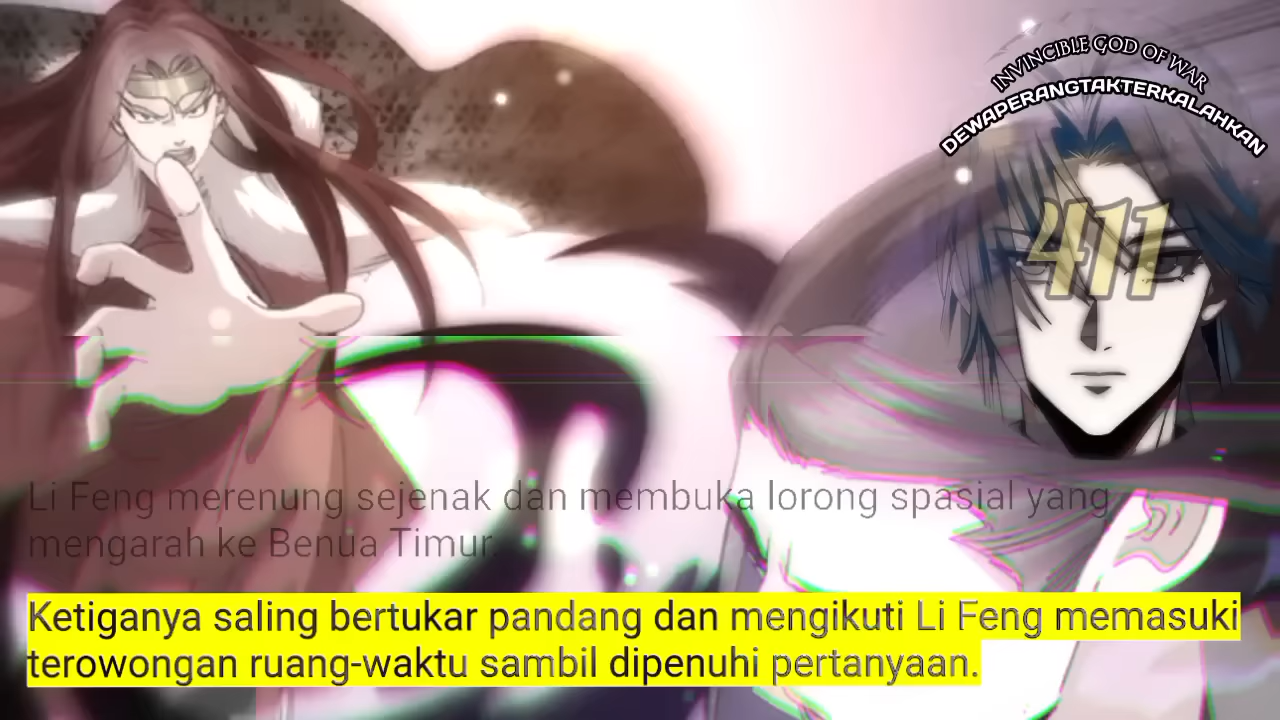 INVINCIBLE GOD OF WAR
DEWAPERANGTAKTERKALAHKAN
411
Li Feng merenung sejenak dan membuka lorong spasial yang
mengarah ke Benua Timur.
Ketiganya saling bertukar pandang dan mengikuti Li Feng memasuki
terowongan ruang-waktu sambil dipenuhi pertanyaan.